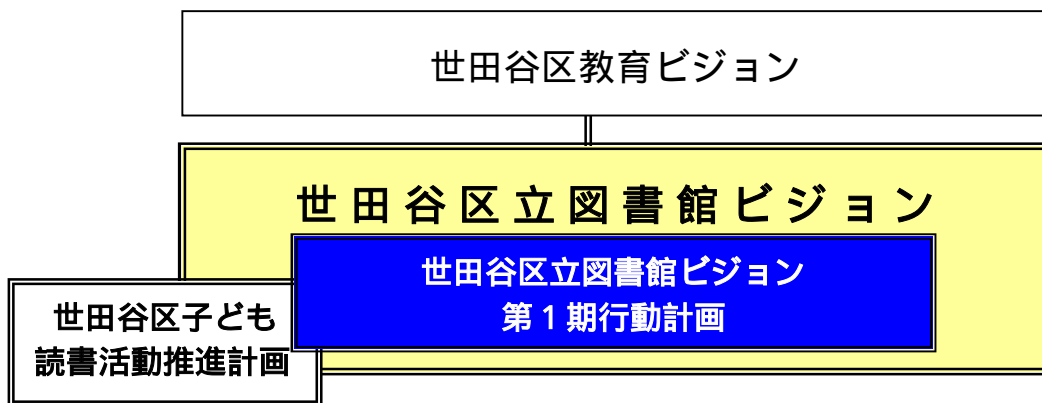 世田谷区教育ビジョン
世田谷区立図書館ビジョン
世田谷区立図書館ビジョン
第1期行動計画
世田谷区子ども
読書活動推進計画